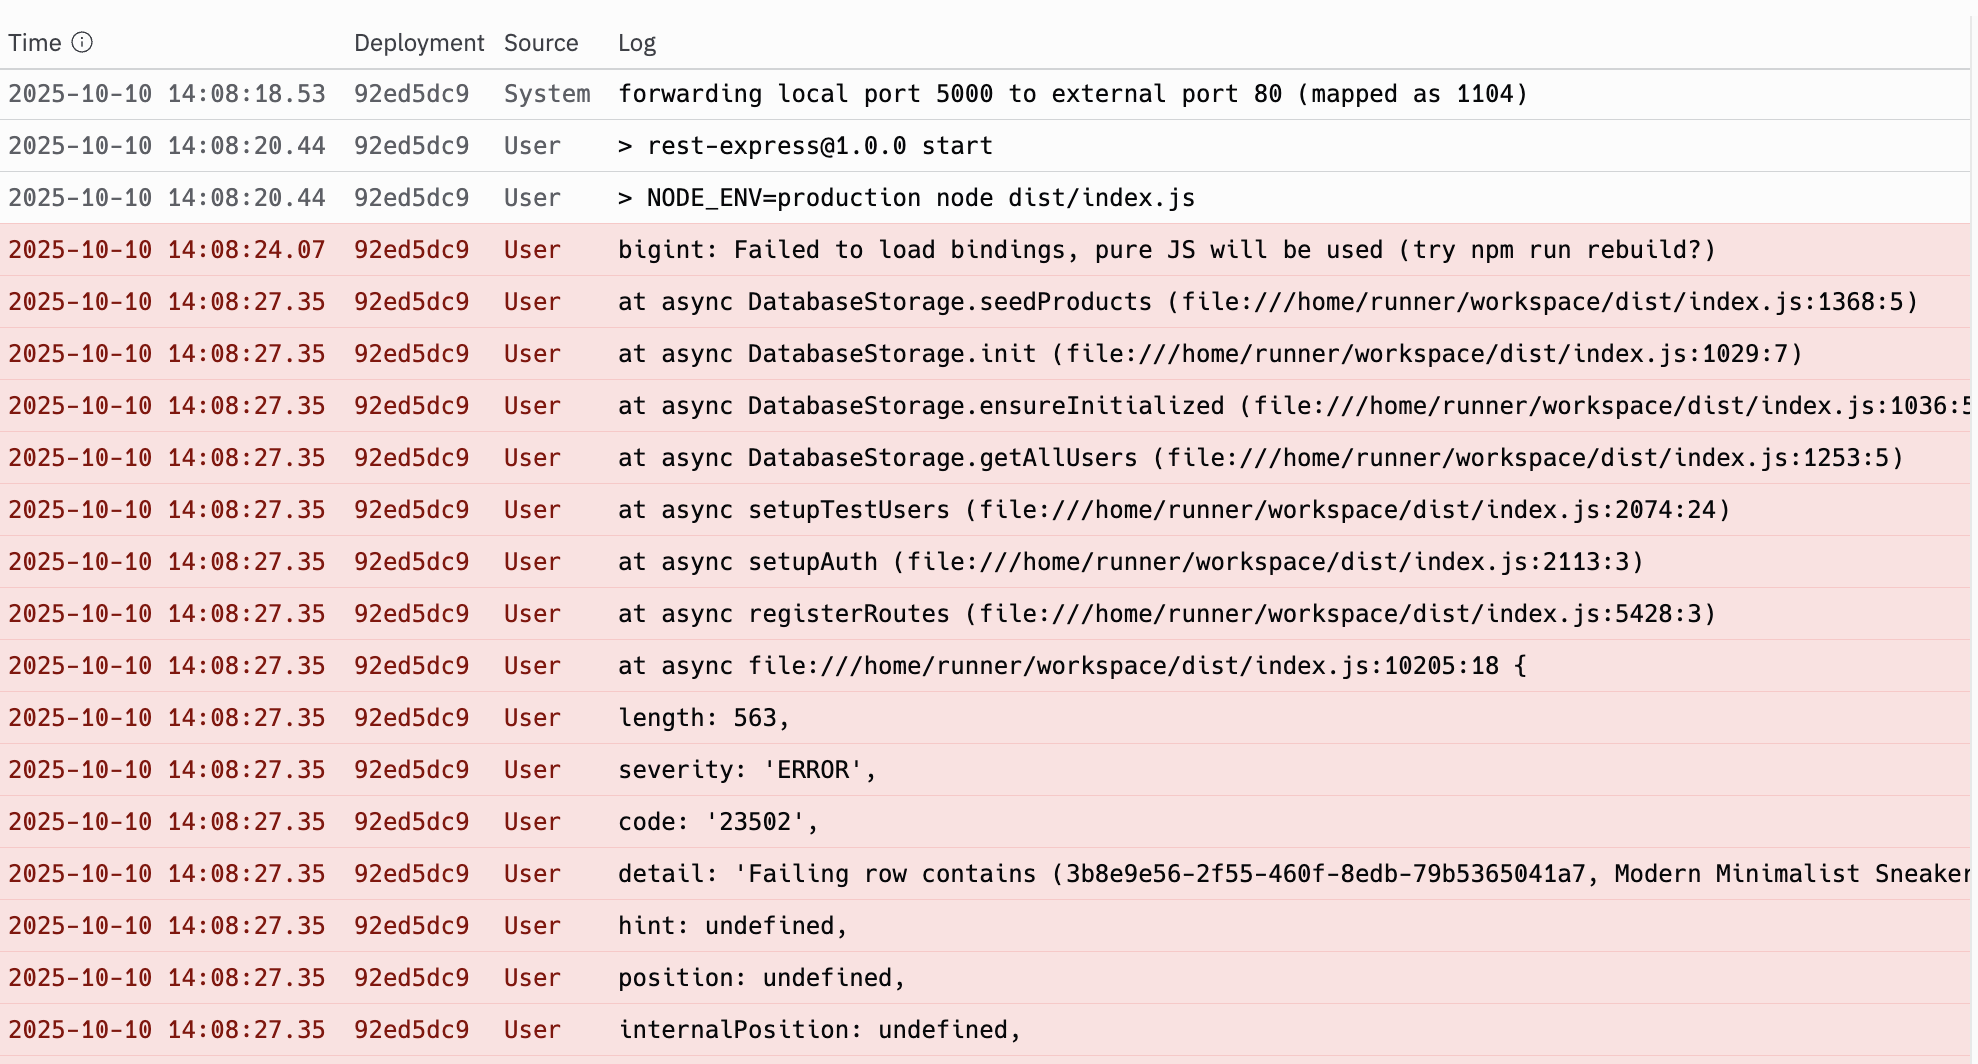 Time Deployment Source Log
2025-10-10 14:08:18.53 92ed5dc9 System forwarding local port 5000 to external port 80 (mapped as 1104)
2025-10-10 14:08:20.44 92ed5dc9 User > rest-express@1.0.0 start
2025-10-10 14:08:20.44 92ed5dc9 User > NODE_ENV=production node dist/index.js
2025-10-10 14:08:24.07 92ed5dc9 User bigint: Failed to load bindings, pure JS will be used (try npm run rebuild?)
2025-10-10 14:08:27.35 92ed5dc9 User at async DatabaseStorage.seedProducts (file:///home/runner/workspace/dist/index.js:1368:5)
2025-10-10 14:08:27.35 92ed5dc9 User at async DatabaseStorage.init (file:///home/runner/workspace/dist/index.js:1029:7)
2025-10-10 14:08:27.35 92ed5dc9 User at async DatabaseStorage.ensureInitialized (file:///home/runner/workspace/dist/index.js:1036:5
2025-10-10 14:08:27.35 92ed5dc9 User at async DatabaseStorage.getAllUsers (file:///home/runner/workspace/dist/index.js:1253:5)
2025-10-10 14:08:27.35 92ed5dc9 User at async setupTestUsers (file:///home/runner/workspace/dist/index.js:2074:24)
2025-10-10 14:08:27.35 92ed5dc9 User at async setupAuth (file:///home/runner/workspace/dist/index.js:2113:3)
2025-10-10 14:08:27.35 92ed5dc9 User at async registerRoutes (file:///home/runner/workspace/dist/index.js:5428:3)
2025-10-10 14:08:27.35 92ed5dc9 User at async file:///home/runner/workspace/dist/index.js:10205:18 {
2025-10-10 14:08:27.35 92ed5dc9 User length: 563,
2025-10-10 14:08:27.35 92ed5dc9 User severity: 'ERROR',
2025-10-10 14:08:27.35 92ed5dc9 User code: '23502',
2025-10-10 14:08:27.35 92ed5dc9 User detail: 'Failing row contains (3b8e9e56-2f55-460f-8edb-79b5365041a7, Modern Minimalist Sneaker
2025-10-10 14:08:27.35 92ed5dc9 User hint: undefined,
2025-10-10 14:08:27.35 92ed5dc9 User position: undefined,
2025-10-10 14:08:27.35 92ed5dc9 User internalPosition: undefined,